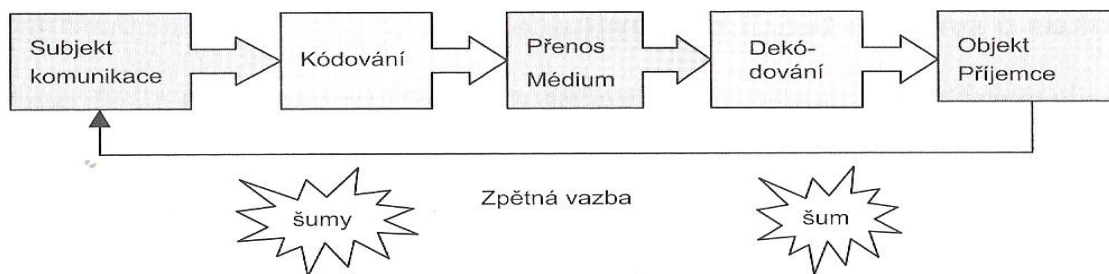 Subjekt
komunikace
Kódování
Přenos
Médium
Dekó-
dování
Objekt
Příjemce
Zpětná vazba
šumy
šum